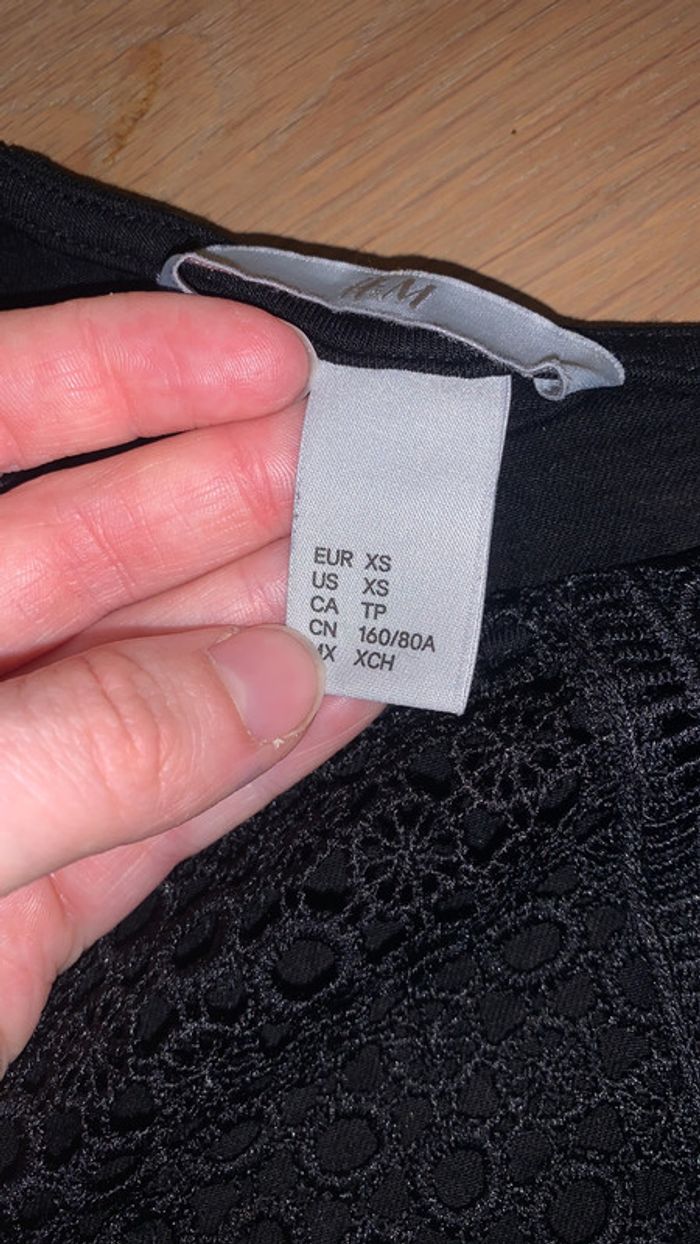 H&M
EUR XS
US XS
CA TP
CN 160/80A
MX XCH